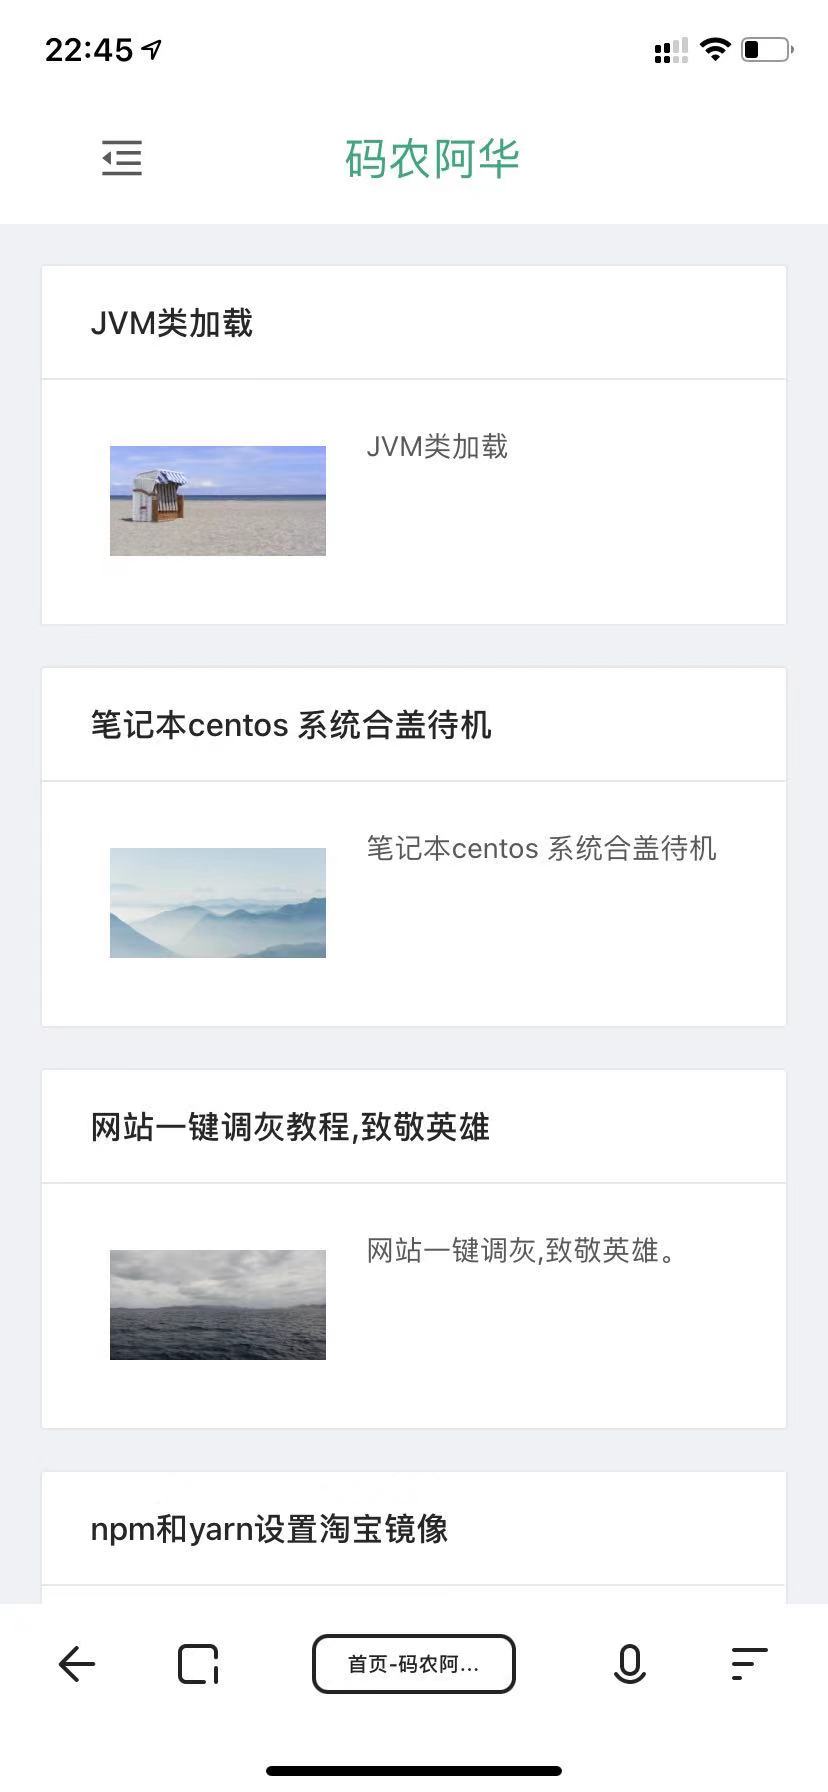 22:45
码农阿华
JVM类加载
JVM类加载
笔记本centos 系统合盖待机
笔记本centos 系统合盖待机
网站一键调灰教程,致敬英雄
网站一键调灰,致敬英雄。
npm和yarn设置淘宝镜像
首页-码农阿...